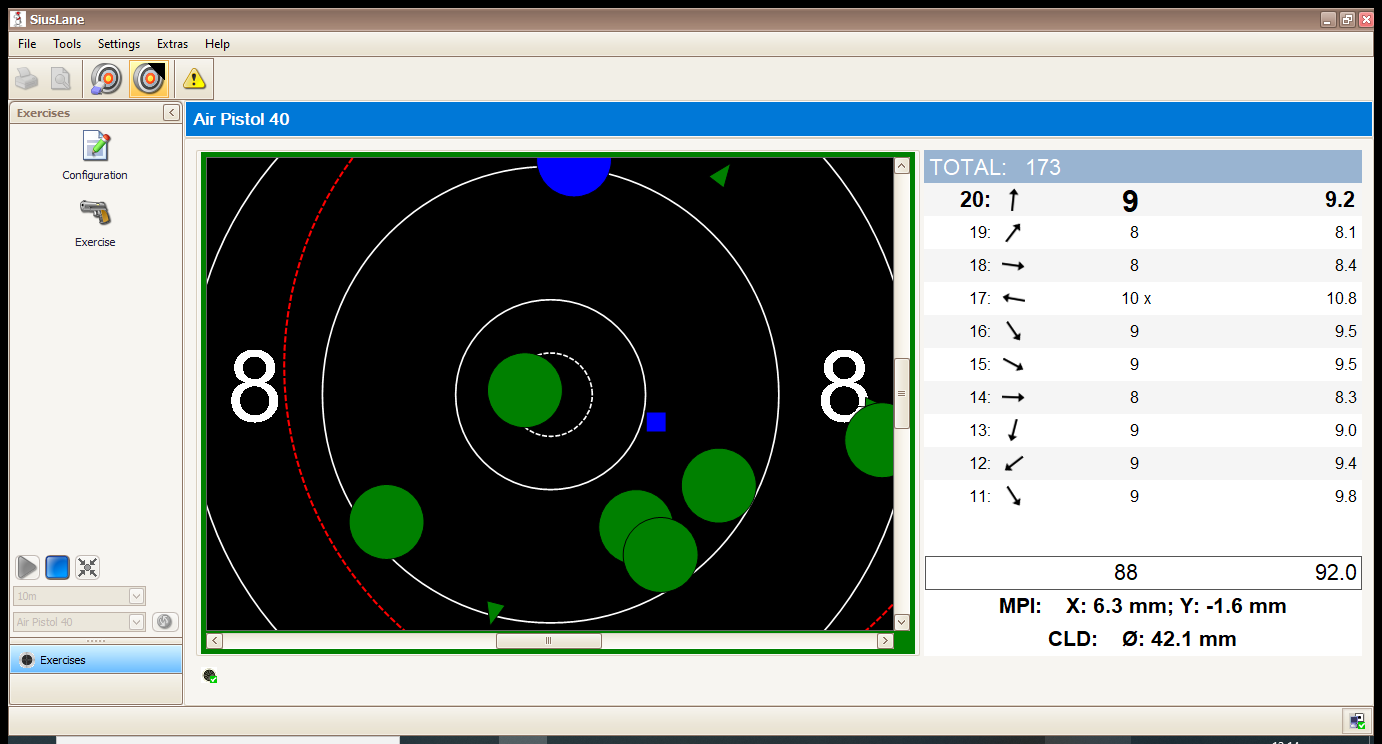 SiusLane
File Tools Settings Extras Help
Exercises
Configuration
Exercise
10m
Air Pistol 40
Exercises
Air Pistol 40
8 8
TOTAL: 173
20: 9 9.2
19: 8 8.1
18: 8 8.4
17: 10 x 10.8
16: 9 9.5
15: 9 9.5
14: 8 8.3
13: 9 9.0
12: 9 9.4
11: 9 9.8
88 92.0
MPI: X: 6.3 mm; Y: -1.6 mm
CLD: Ø: 42.1 mm